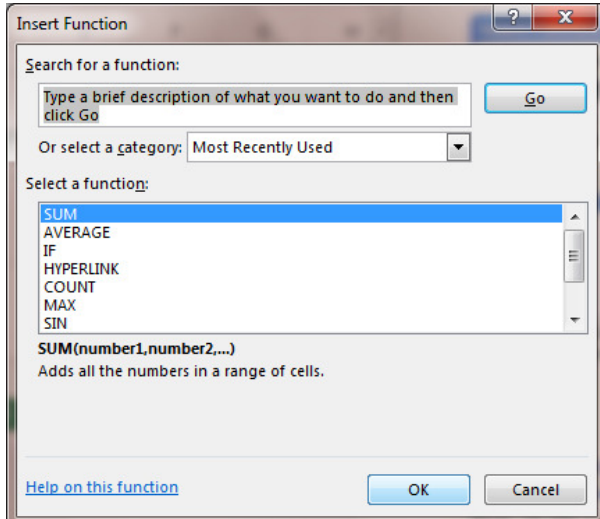 Insert Function
?
X
Search for a function:
Type a brief description of what you want to do and then
click Go
Go
Or select a category: Most Recently Used
Select a function:
SUM
AVERAGE
IF
HYPERLINK
COUNT
MAX
SIN
SUM(number1,number2,...)
Adds all the numbers in a range of cells.
Help on this function
OK
Cancel